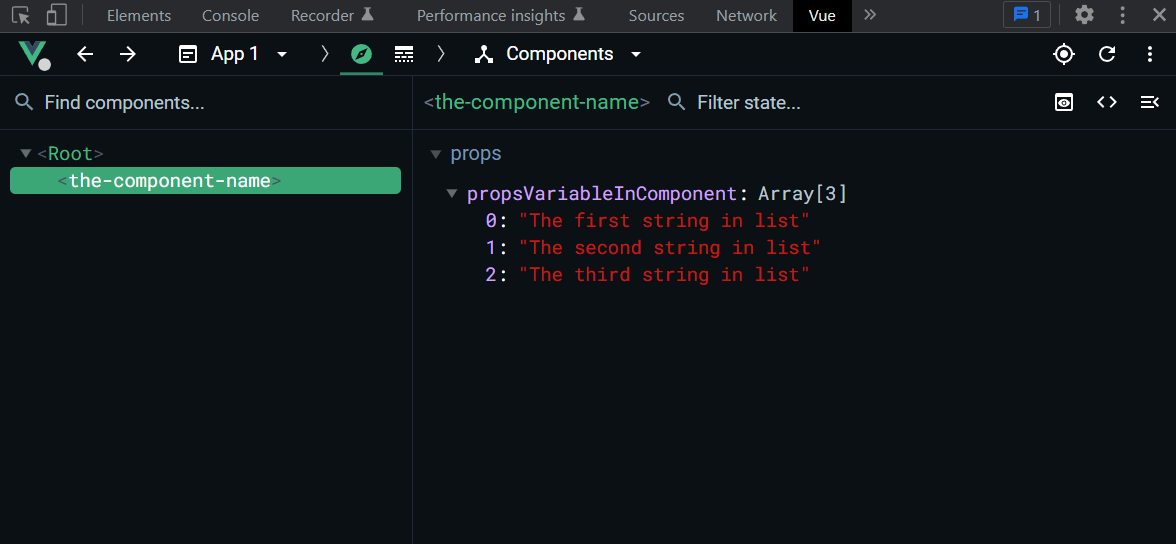 Elements Console Recorder Performance insights Sources Network Vue 1
App 1 Components
Find components...
<the-component-name> Filter state...
<Root>
<the-component-name>
props
propsVariableInComponent: Array[3]
0: "The first string in list"
1: "The second string in list"
2: "The third string in list"